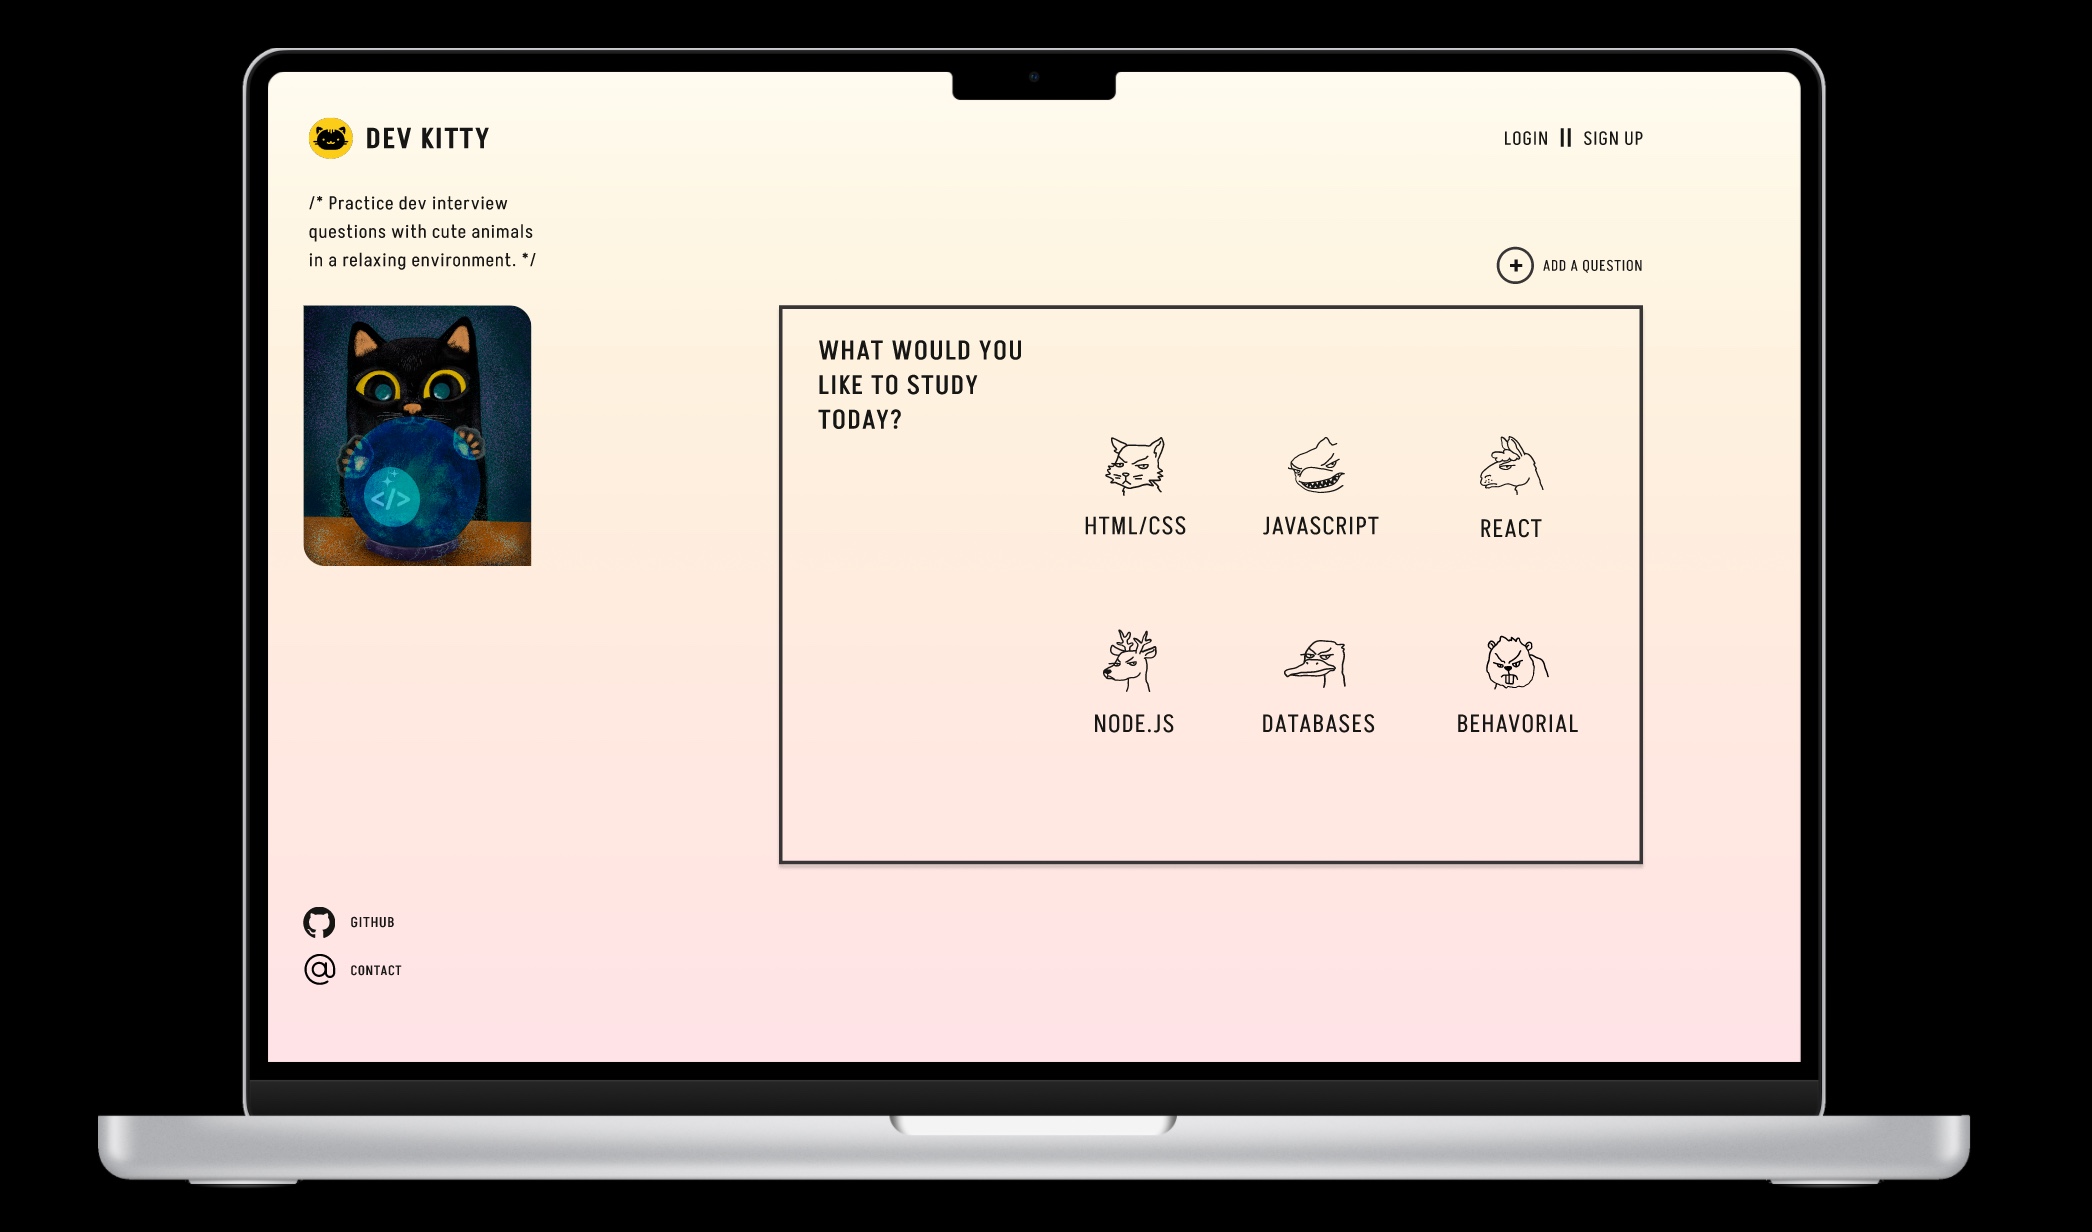 DEV KITTY
LOGIN || SIGN UP
/* Practice dev interview
questions with cute animals
in a relaxing environment. */
+ ADD A QUESTION
</>
WHAT WOULD YOU
LIKE TO STUDY
TODAY?
HTML/CSS
JAVASCRIPT
REACT
NODE.JS
DATABASES
BEHAVORIAL
GITHUB
@ CONTACT